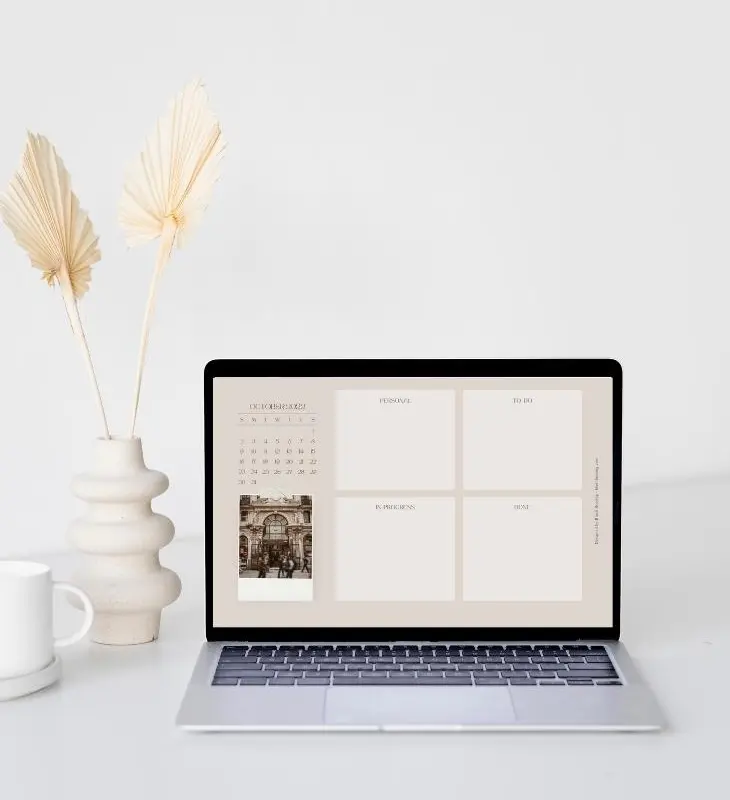 OCTOBER 2022
S M T W T F S
1
2 3 4 5 6 7 8
9 10 11 12 13 14 15
16 17 18 19 20 21 22
23 24 25 26 27 28 29
30 31
PERSONAL
TO DO
IN PROGRESS
DONE